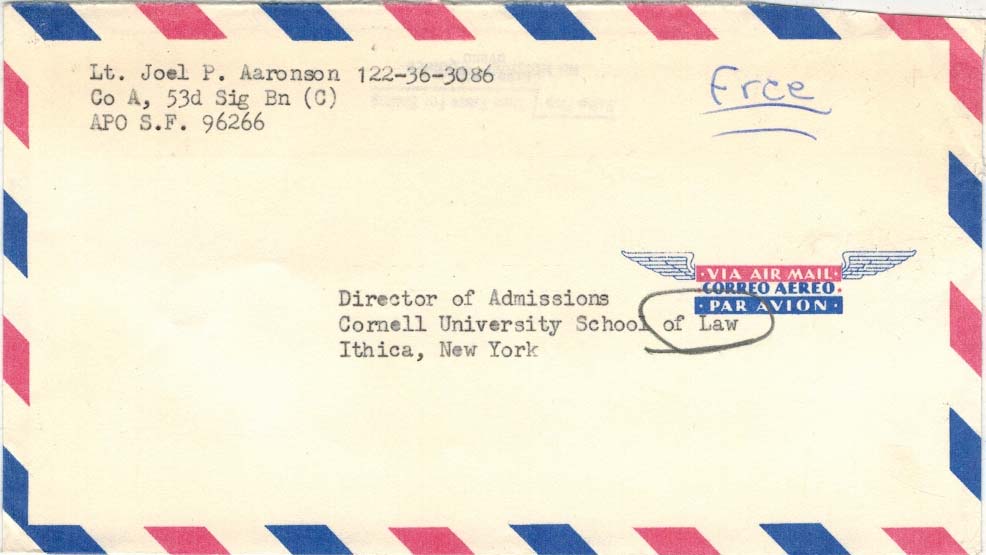 Lt. Joel P. Aaronson 122-36-3086
Co A, 53d Sig Bn (C)
APO S.F. 96266
Free
VIA AIR MAIL
CORREO AEREO
PAR AVION
Director of Admissions
Cornell University School of Law
Ithica, New York